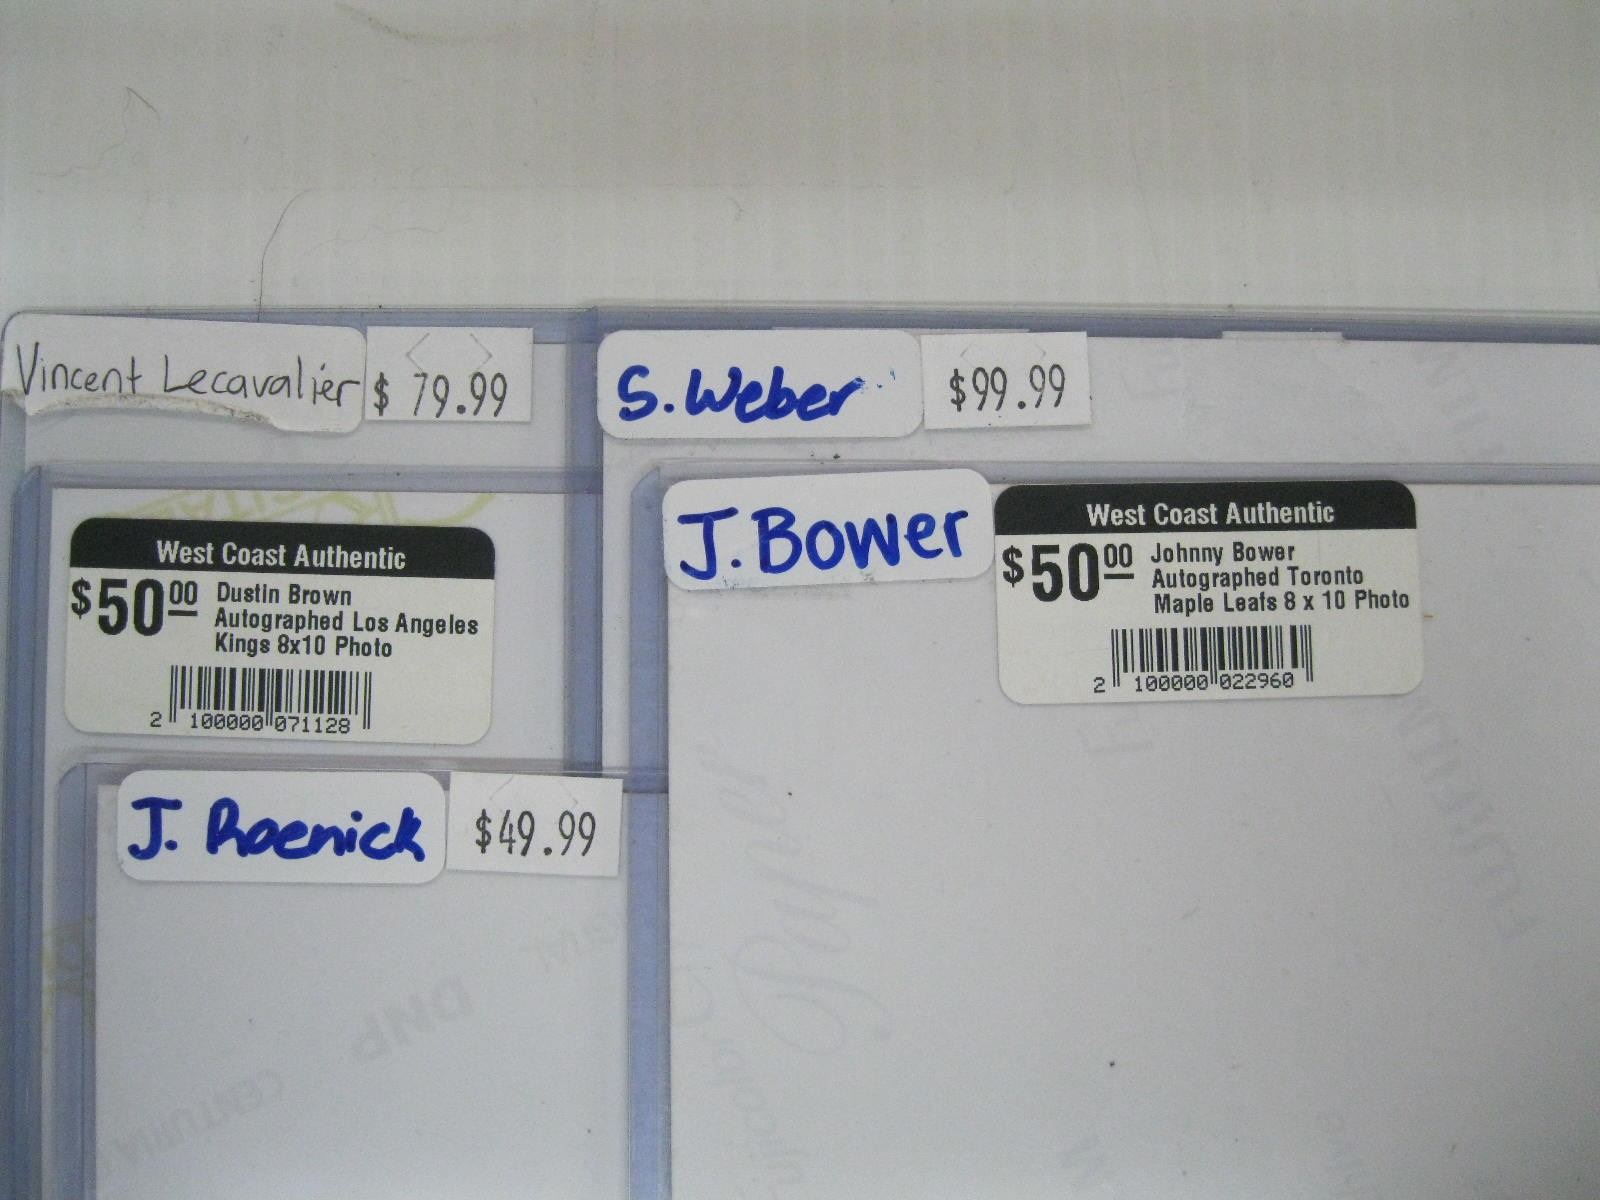 Vincent Lecavalier
$ 79.99
S. Weber
$99.99
West Coast Authentic
$50.00
Dustin Brown
Autographed Los Angeles
Kings 8x10 Photo
2 100000 071128
J. Bower
West Coast Authentic
$50.00
Johnny Bower
Autographed Toronto
Maple Leafs 8 x 10 Photo
2 100000 022960
J. Roenick
$49.99